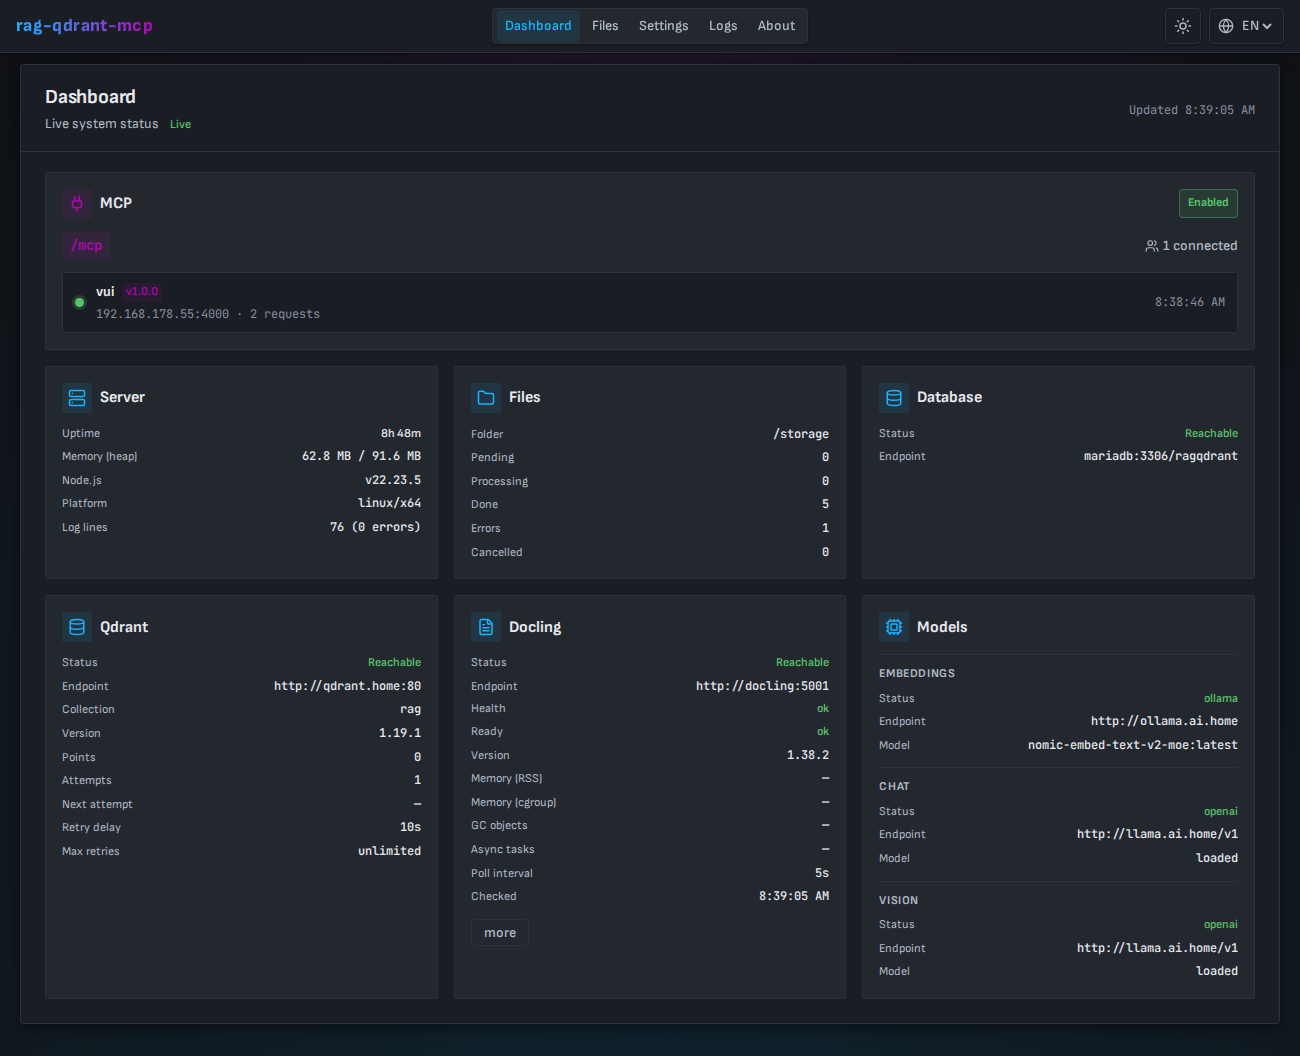 rag-qdrant-mcp
Dashboard Files Settings Logs About
EN
Dashboard
Live system status Live
Updated 8:39:05 AM
MCP
Enabled
/mcp
1 connected
vui v1.0.0
192.168.178.55:4000 · 2 requests
8:38:46 AM
Server
Uptime 8h 48m
Memory (heap) 62.8 MB / 91.6 MB
Node.js v22.23.5
Platform linux/x64
Log lines 76 (0 errors)
Files
Folder /storage
Pending 0
Processing 0
Done 5
Errors 1
Cancelled 0
Database
Status Reachable
Endpoint mariadb:3306/ragqdrant
Qdrant
Status Reachable
Endpoint http://qdrant.home:80
Collection rag
Version 1.19.1
Points 0
Attempts 1
Next attempt —
Retry delay 10s
Max retries unlimited
Docling
Status Reachable
Endpoint http://docling:5001
Health ok
Ready ok
Version 1.38.2
Memory (RSS) —
Memory (cgroup) —
GC objects —
Async tasks —
Poll interval 5s
Checked 8:39:05 AM
more
Models
EMBEDDINGS
Status ollama
Endpoint http://ollama.ai.home
Model nomic-embed-text-v2-moe:latest
CHAT
Status openai
Endpoint http://llama.ai.home/v1
Model loaded
VISION
Status openai
Endpoint http://llama.ai.home/v1
Model loaded